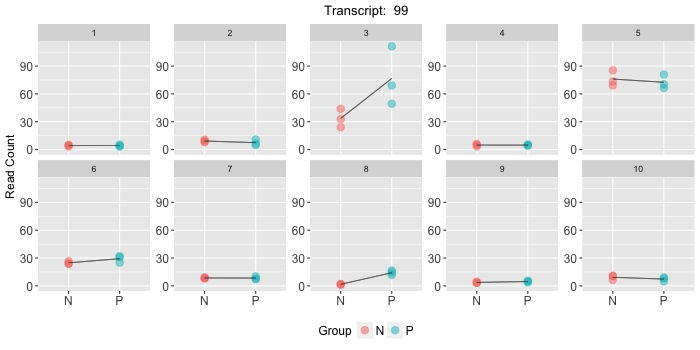 Transcript: 99
1 2 3 4 5
90 90 90 90 90
60 60 60 60 60
30 30 30 30 30
0 0 0 0 0
Read Count
6 7 8 9 10
90 90 90 90 90
60 60 60 60 60
30 30 30 30 30
0 0 0 0 0
N P N P N P N P N P
Group N P